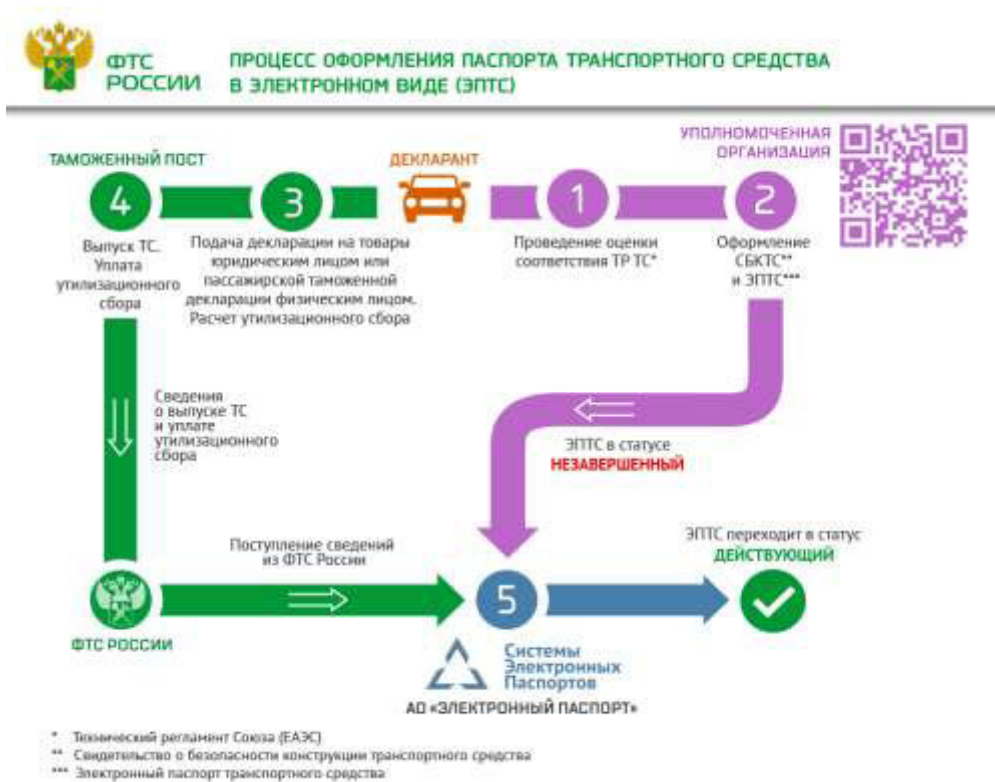 ФТС
РОССИИ
ПРОЦЕСС ОФОРМЛЕНИЯ ПАСПОРТА ТРАНСПОРТНОГО СРЕДСТВА
В ЭЛЕКТРОННОМ ВИДЕ (ЭПТС)
УПОЛНОМОЧЕННАЯ
ОРГАНИЗАЦИЯ
ТАМОЖЕННЫЙ ПОСТ
ДЕКЛАРАНТ
4
3
1
2
Выпуск ТС.
Уплата
утилизационного
сбора
Подача декларации на товары
юридическим лицом или
пассажирской таможенной
декларации физическим лицом.
Расчет утилизационного сбора
Проведение оценки
соответствия ТР ТС*
Оформление
СБКТС**
и ЭПТС***
Сведения
о выпуске ТС
и уплате
утилизационного
сбора
ЭПТС в статусе
НЕЗАВЕРШЕННЫЙ
Поступление сведений
из ФТС России
ЭПТС переходит в статус
ДЕЙСТВУЮЩИЙ
5
ФТС РОССИИ
Системы
Электронных
Паспортов
АО «ЭЛЕКТРОННЫЙ ПАСПОРТ»
* Технический регламент Союза (ЕАЭС)
** Свидетельство о безопасности конструкции транспортного средства
*** Электронный паспорт транспортного средства